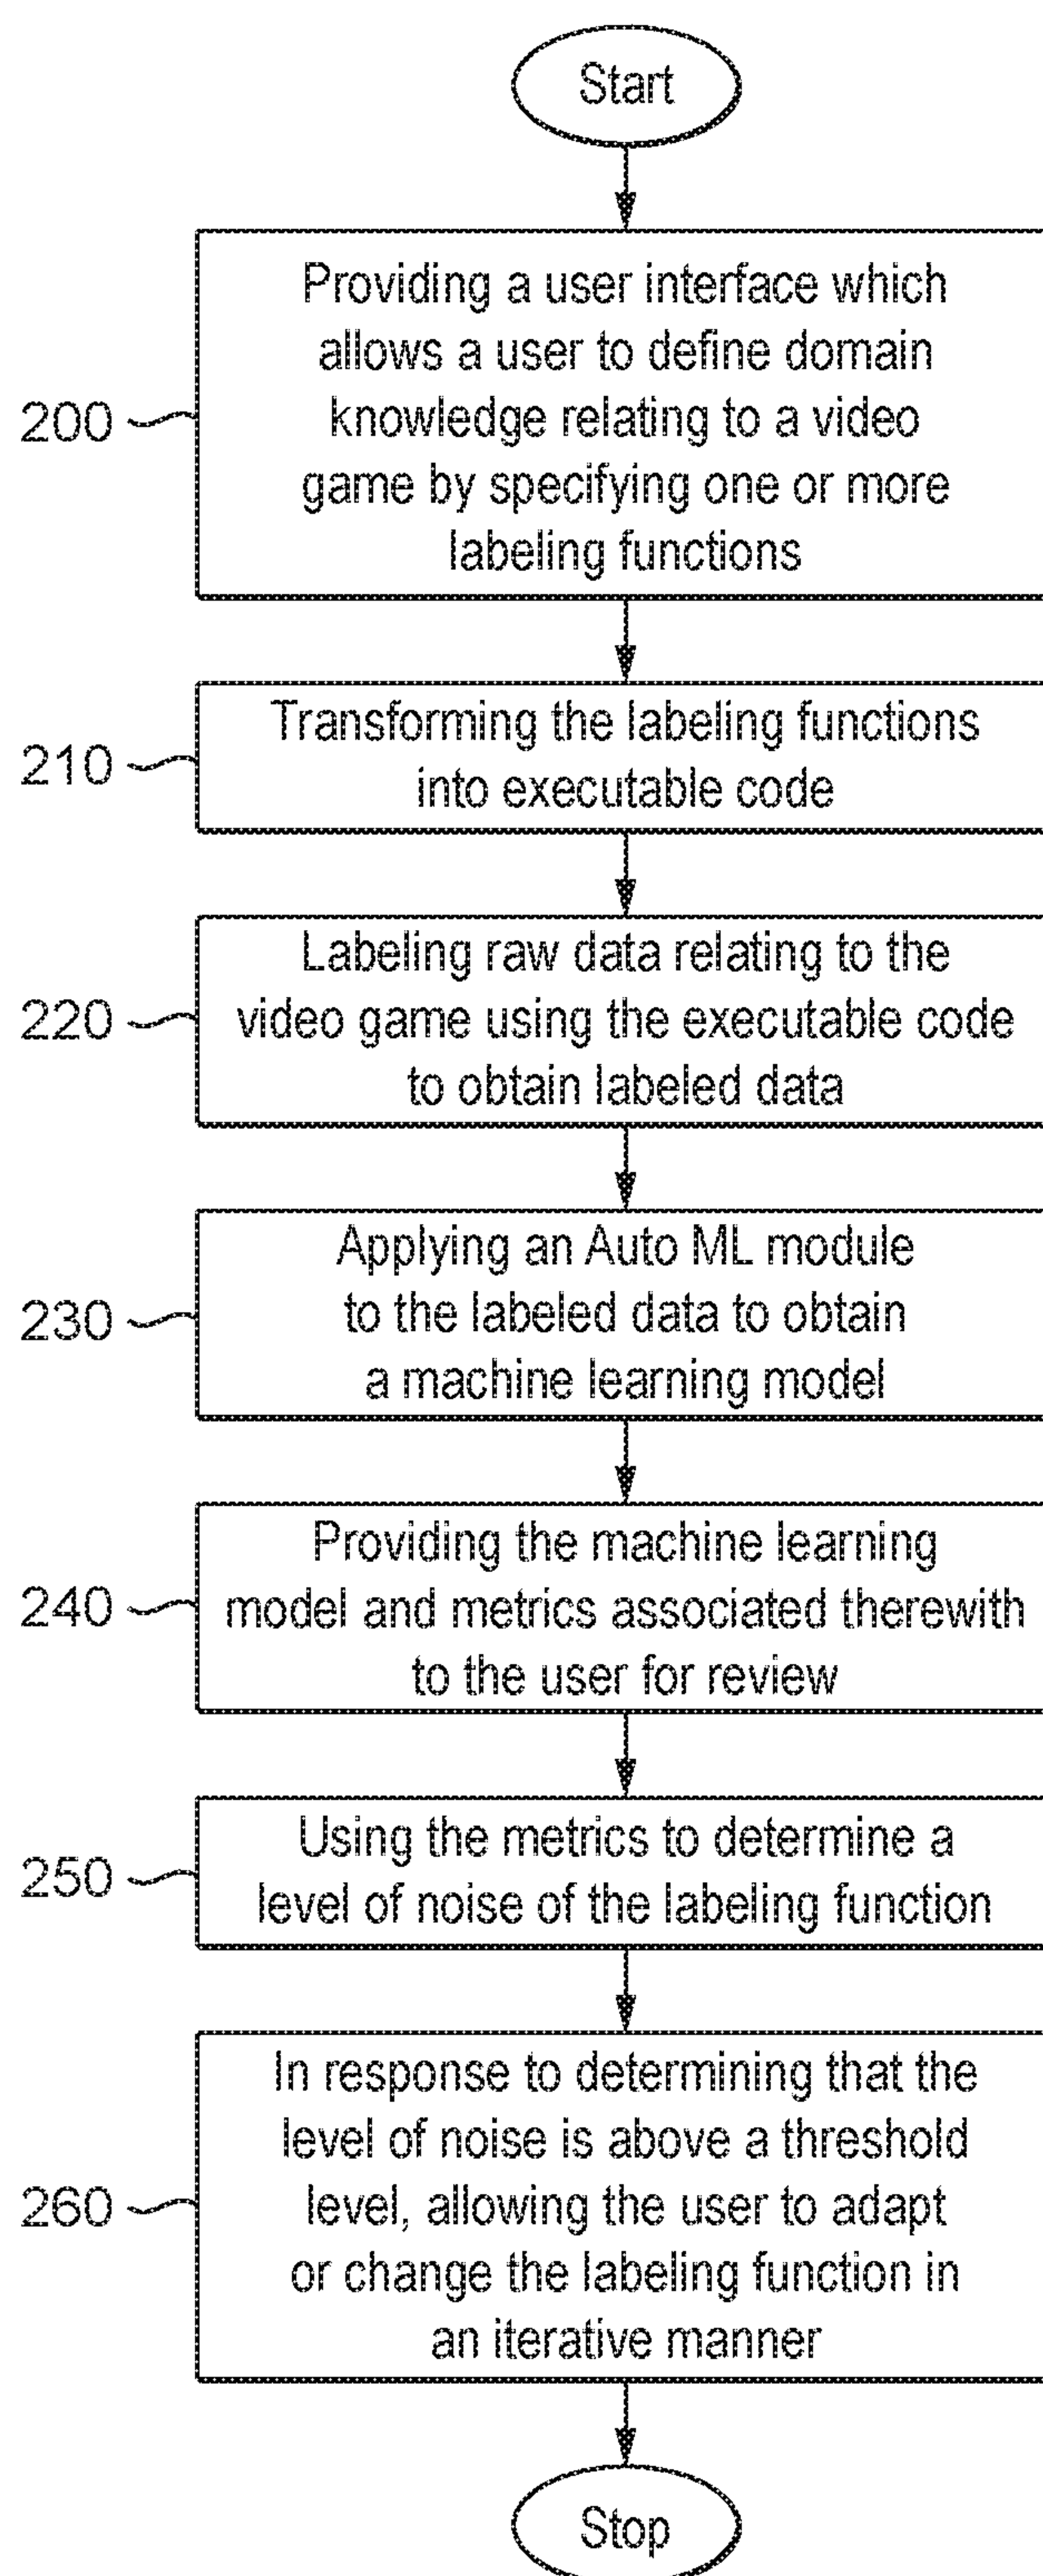 Start
200
Providing a user interface which
allows a user to define domain
knowledge relating to a video
game by specifying one or more
labeling functions
210
Transforming the labeling functions
into executable code
220
Labeling raw data relating to the
video game using the executable code
to obtain labeled data
230
Applying an Auto ML module
to the labeled data to obtain
a machine learning model
240
Providing the machine learning
model and metrics associated therewith
to the user for review
250
Using the metrics to determine a
level of noise of the labeling function
260
In response to determining that the
level of noise is above a threshold
level, allowing the user to adapt
or change the labeling function in
an iterative manner
Stop